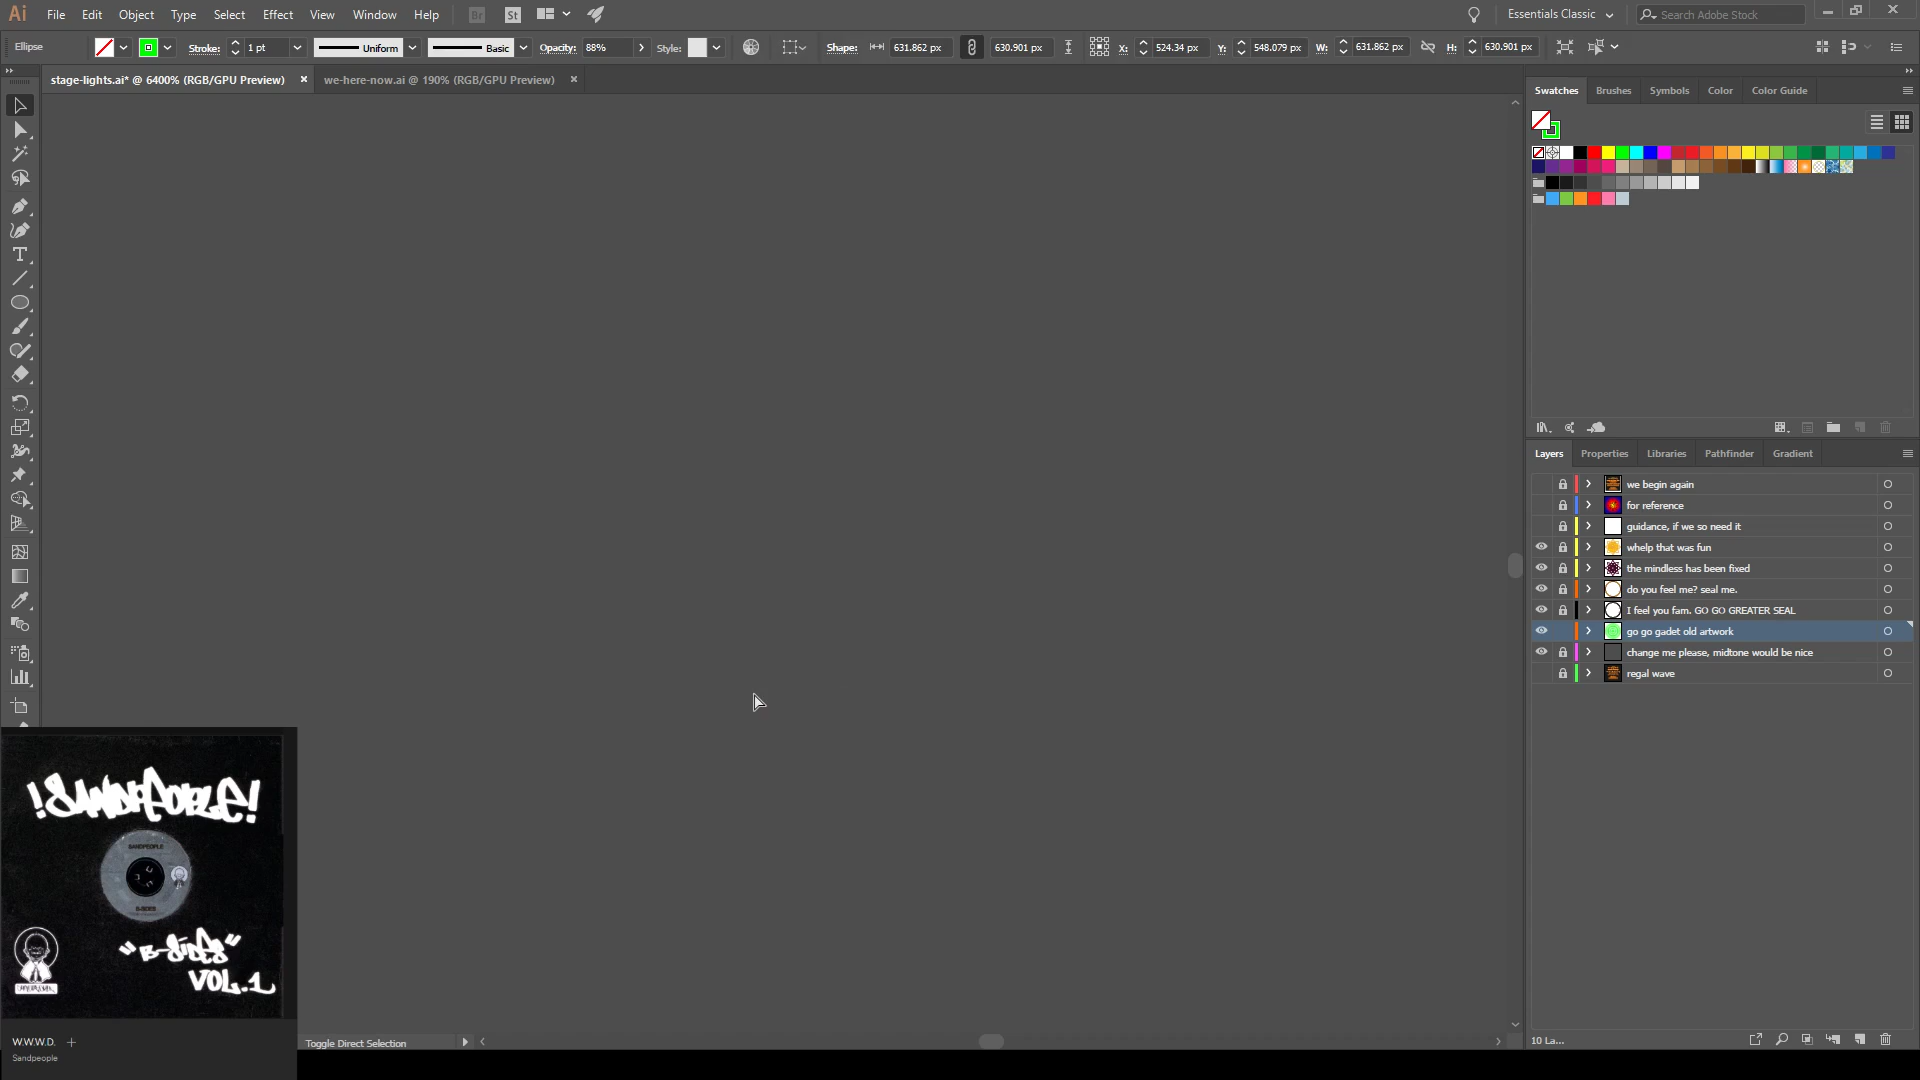 Ai File Edit Object Type Select Effect View Window Help Br St Essentials Classic Search Adobe Stock
Ellipse Stroke: 1 pt Uniform Basic Opacity: 88% Style: Shape: 631.862 px 630.901 px X: 524.34 px Y: 548.079 px W: 631.862 px H: 630.901 px
stage-lights.ai* @ 6400% (RGB/GPU Preview) × we-here-now.ai @ 190% (RGB/GPU Preview) ×
Swatches Brushes Symbols Color Color Guide
Layers Properties Libraries Pathfinder Gradient
we begin again
for reference
guidance, if we so need it
whelp that was fun
the mindless has been fixed
do you feel me? seal me.
I feel you fam. GO GO GREATER SEAL
go go gadet old artwork
change me please, midtone would be nice
regal wave
!SANDPEOPLE!
SANDPEOPLE
B-SIDES
"B-SIDES"
VOL.1
W.W.W.D. +
Sandpeople
Toggle Direct Selection
10 La...